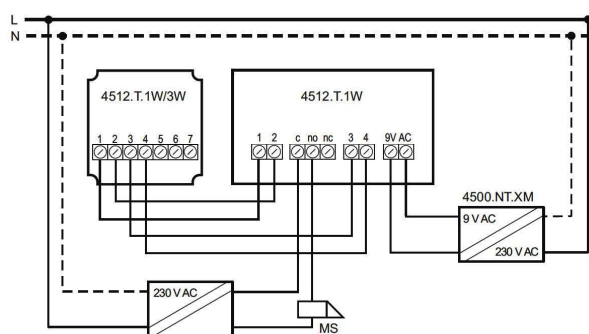 L
N
4512.T.1W/3W
4512.T.1W
1 2 3 4 5 6 7
1 2 c no nc 3 4 9V AC
4500.NT.XM
9 V AC
230 V AC
230 V AC
MS